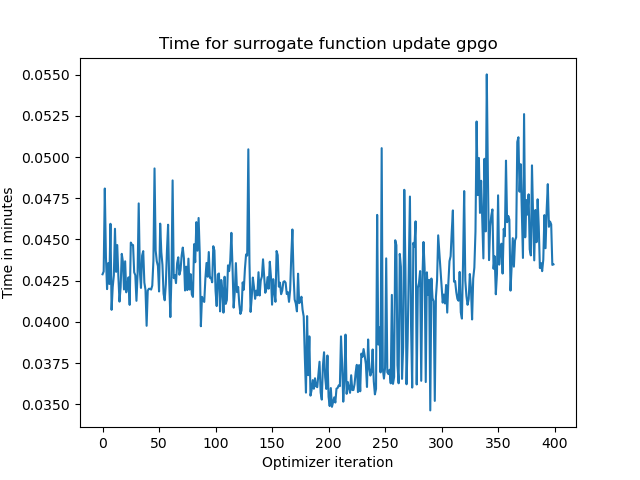 Time for surrogate function update gpgo
0.0550
0.0525
0.0500
0.0475
0.0450
0.0425
0.0400
0.0375
0.0350
Time in minutes
0 50 100 150 200 250 300 350 400
Optimizer iteration